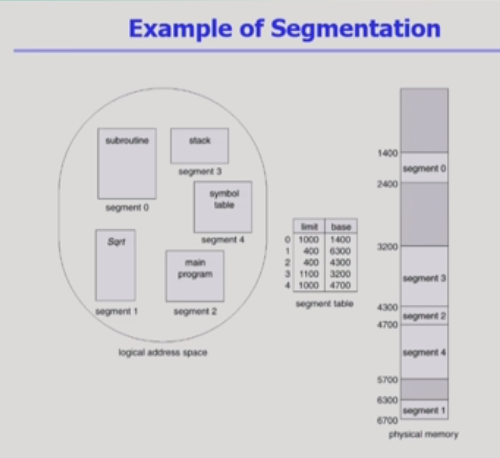 Example of Segmentation
subroutine
stack
segment 3
segment 0
symbol
table
segment 4
Sqrt
main
program
segment 1
segment 2
logical address space
limit base
0 1000 1400
1 400 6300
2 400 4300
3 1100 3200
4 1000 4700
segment table
1400
segment 0
2400
3200
segment 3
4300
segment 2
4700
segment 4
5700
6300
segment 1
6700
physical memory